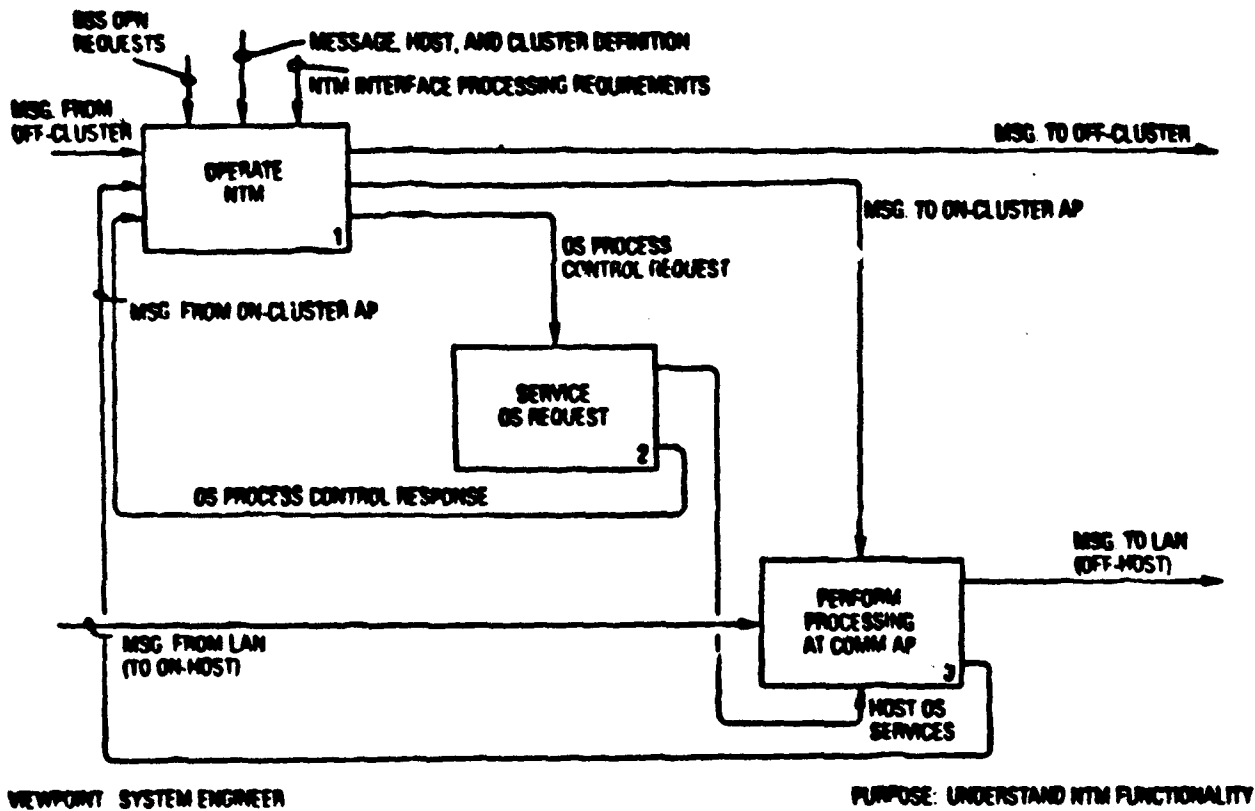 BSS OPN
REQUESTS
MESSAGE, HOST, AND CLUSTER DEFINITION
NTM INTERFACE PROCESSING REQUIREMENTS
MSG. FROM
OFF-CLUSTER
MSG. TO OFF-CLUSTER
OPERATE
NTM
1
MSG. TO ON-CLUSTER AP
OS PROCESS
CONTROL REQUEST
MSG FROM ON-CLUSTER AP
SERVICE
OS REQUEST
2
OS PROCESS CONTROL RESPONSE
MSG TO LAN
(OFF-HOST)
PERFORM
PROCESSING
AT COMM AP
3
MSG FROM LAN
(TO ON-HOST)
HOST OS
SERVICES
VIEWPOINT SYSTEM ENGINEER
PURPOSE: UNDERSTAND NTM FUNCTIONALITY